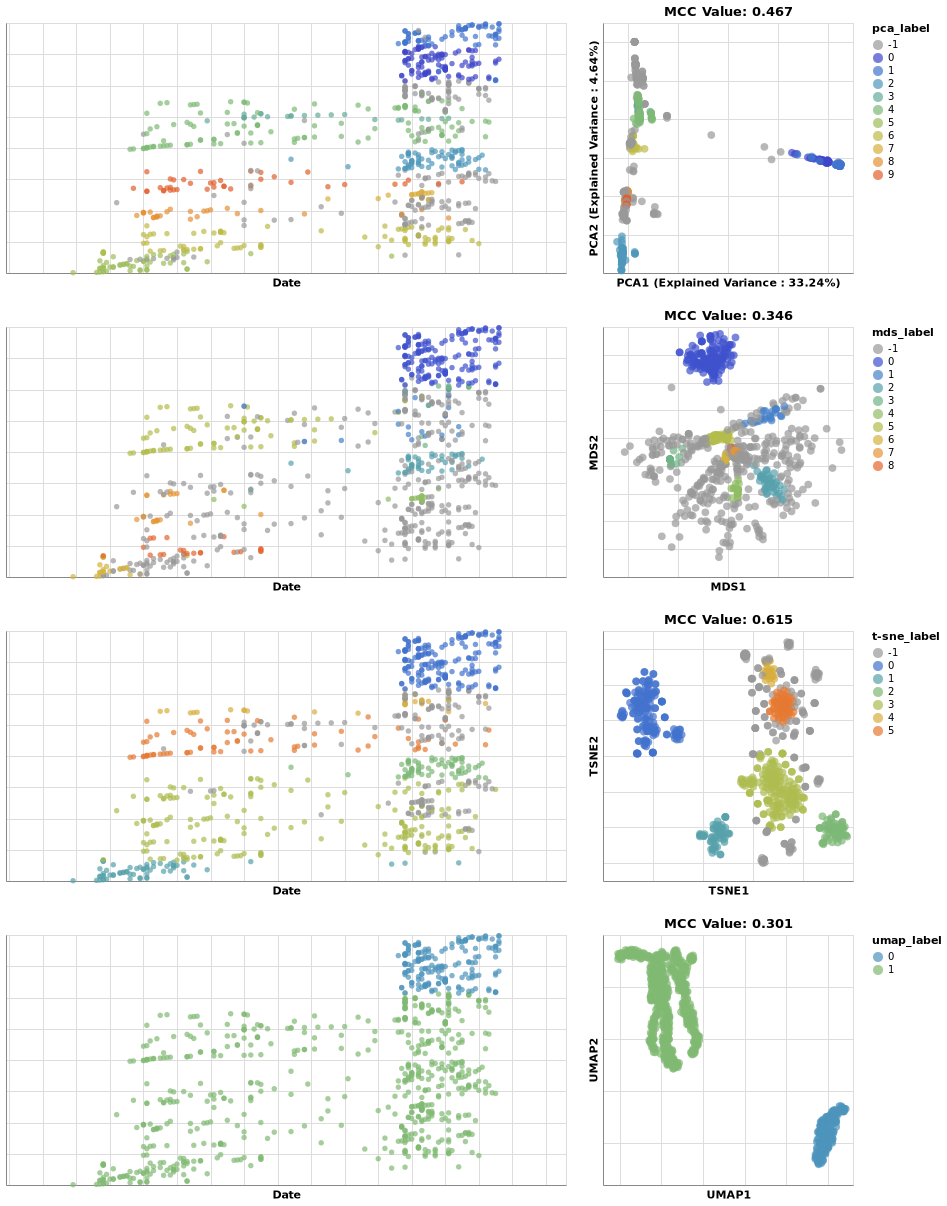 MCC Value: 0.467
pca_label
-1
0
1
2
3
4
5
6
7
8
9
PCA2 (Explained Variance : 4.64%)
Date
PCA1 (Explained Variance : 33.24%)
MCC Value: 0.346
mds_label
-1
0
1
2
3
4
5
6
7
8
MDS2
Date
MDS1
MCC Value: 0.615
t-sne_label
-1
0
1
2
3
4
5
TSNE2
Date
TSNE1
MCC Value: 0.301
umap_label
0
1
UMAP2
Date
UMAP1